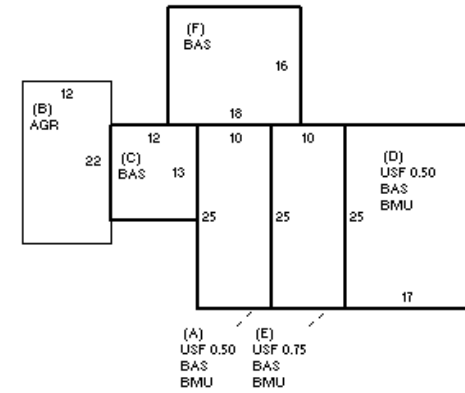 (F)
BAS
16
18
12
(B)
AGR
22
12
(C)
BAS
13
10
25
10
25
(D)
USF 0.50
BAS
BMU
25
17
(A)
USF 0.50
BAS
BMU
(E)
USF 0.75
BAS
BMU